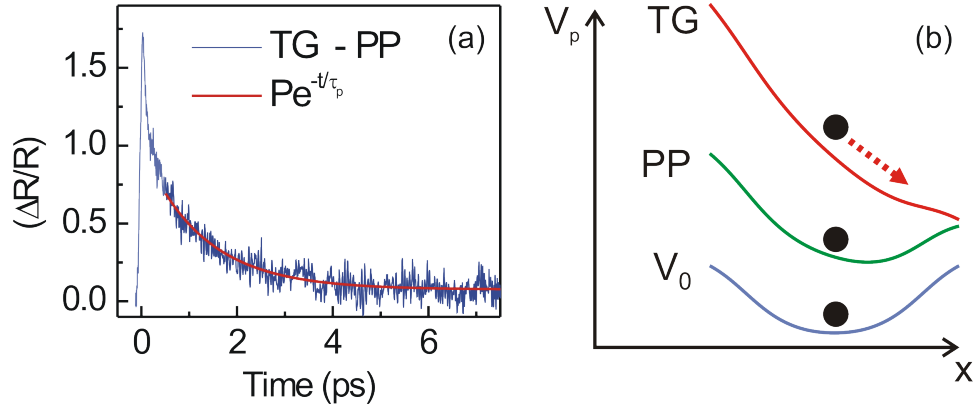 (a)
TG - PP
Pe^{-t/τ_p}
1.5
1.0
0.5
0.0
(ΔR/R)
0 2 4 6
Time (ps)
(b)
V_p
TG
PP
V_0
x